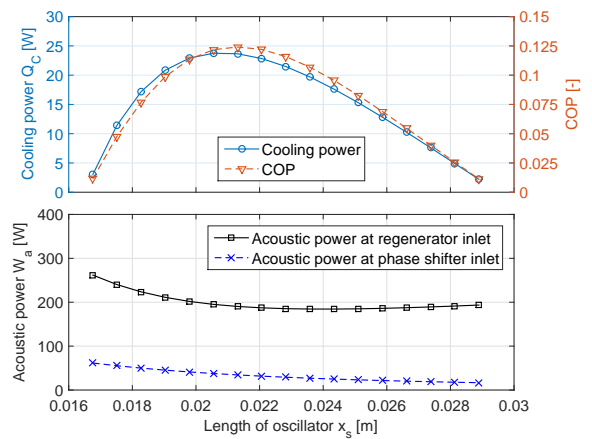 30
25
20
15
10
5
0
Cooling power Q_C [W]
0.15
0.125
0.1
0.075
0.05
0.025
0
COP [-]
Cooling power
COP
400
300
200
100
0
Acoustic power W_a [W]
Acoustic power at regenerator inlet
Acoustic power at phase shifter inlet
0.016 0.018 0.02 0.022 0.024 0.026 0.028 0.03
Length of oscillator x_s [m]